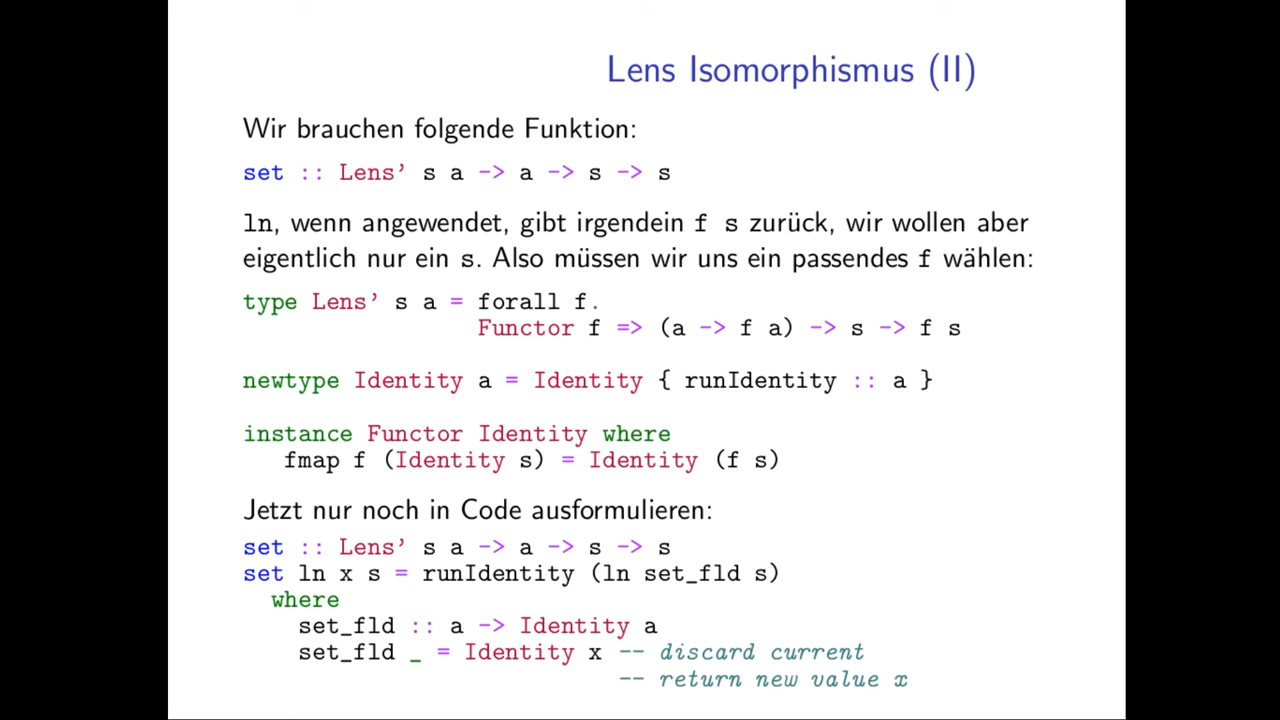 Lens Isomorphismus (II)
Wir brauchen folgende Funktion:
set :: Lens' s a -> a -> s -> s
ln, wenn angewendet, gibt irgendein f s zurück, wir wollen aber
eigentlich nur ein s. Also müssen wir uns ein passendes f wählen:
type Lens' s a = forall f.
Functor f => (a -> f a) -> s -> f s
newtype Identity a = Identity { runIdentity :: a }
instance Functor Identity where
fmap f (Identity s) = Identity (f s)
Jetzt nur noch in Code ausformulieren:
set :: Lens' s a -> a -> s -> s
set ln x s = runIdentity (ln set_fld s)
where
set_fld :: a -> Identity a
set_fld _ = Identity x -- discard current
-- return new value x